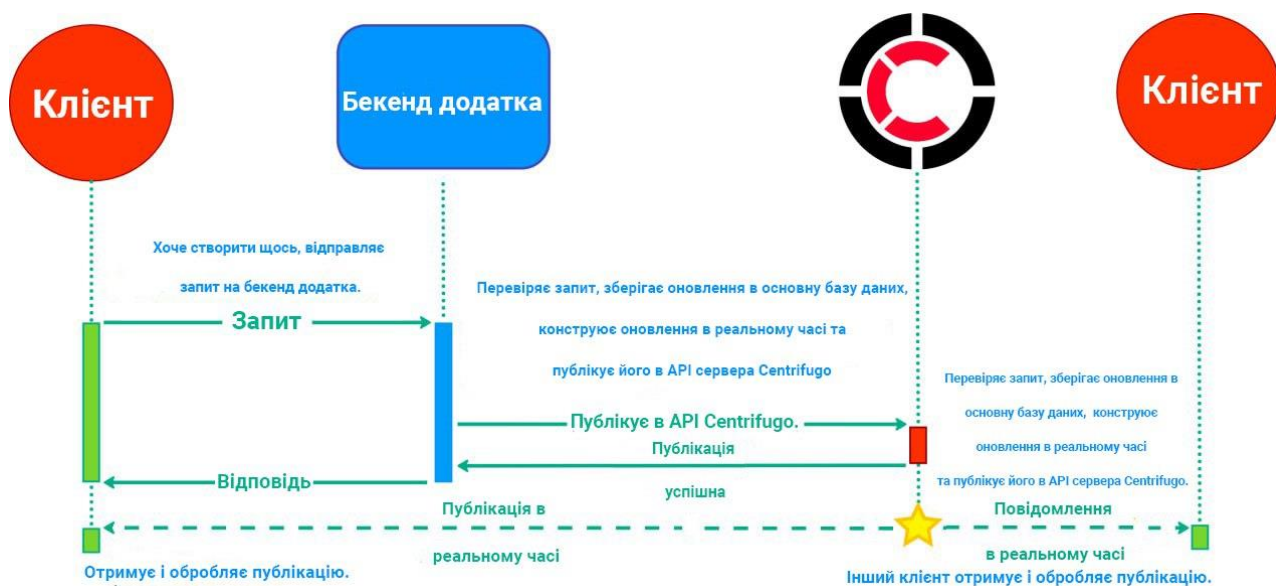 Клієнт
Бекенд додатка
Клієнт
Хоче створити щось, відправляє
запит на бекенд додатка.
Запит
Перевіряє запит, зберігає оновлення в основну базу даних,
конструює оновлення в реальному часі та
публікує його в API сервера Centrifugo
Публікує в API Centrifugo.
Публікація
успішна
Відповідь
Перевіряє запит, зберігає оновлення в
основну базу даних, конструює
оновлення в реальному часі
та публікує його в API сервера Centrifugo.
Публікація в
реальному часі
Повідомлення
в реальному часі
Отримує і обробляє публікацію.
Інший клієнт отримує і обробляє публікацію.